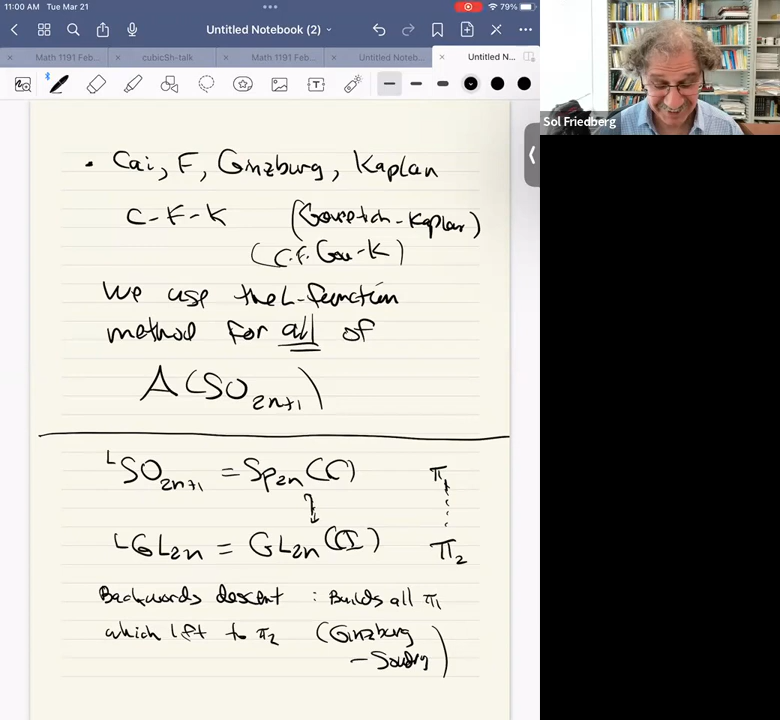 11:00 AM Tue Mar 21
79%
Untitled Notebook (2)
Math 1191 Feb...
cubicSh-talk
Math 1191 Feb...
Untitled Noteb...
Untitled N...
Sol Friedberg
• Cai, F, Ginzburg, Kaplan
C-F-K (Gourevitch-Kaplan)
(C.F. Gou-K)
We use the L-function
method for all of
A(SO₂ₙ₊₁)
ᴸSO₂ₙ₊₁ = Sp₂ₙ(ℂ) π₁
ᴸGL₂ₙ = GL₂ₙ(ℂ) π₂
Backwards descent : Builds all π₁
which lift to π₂ (Ginzburg
-Soudry)